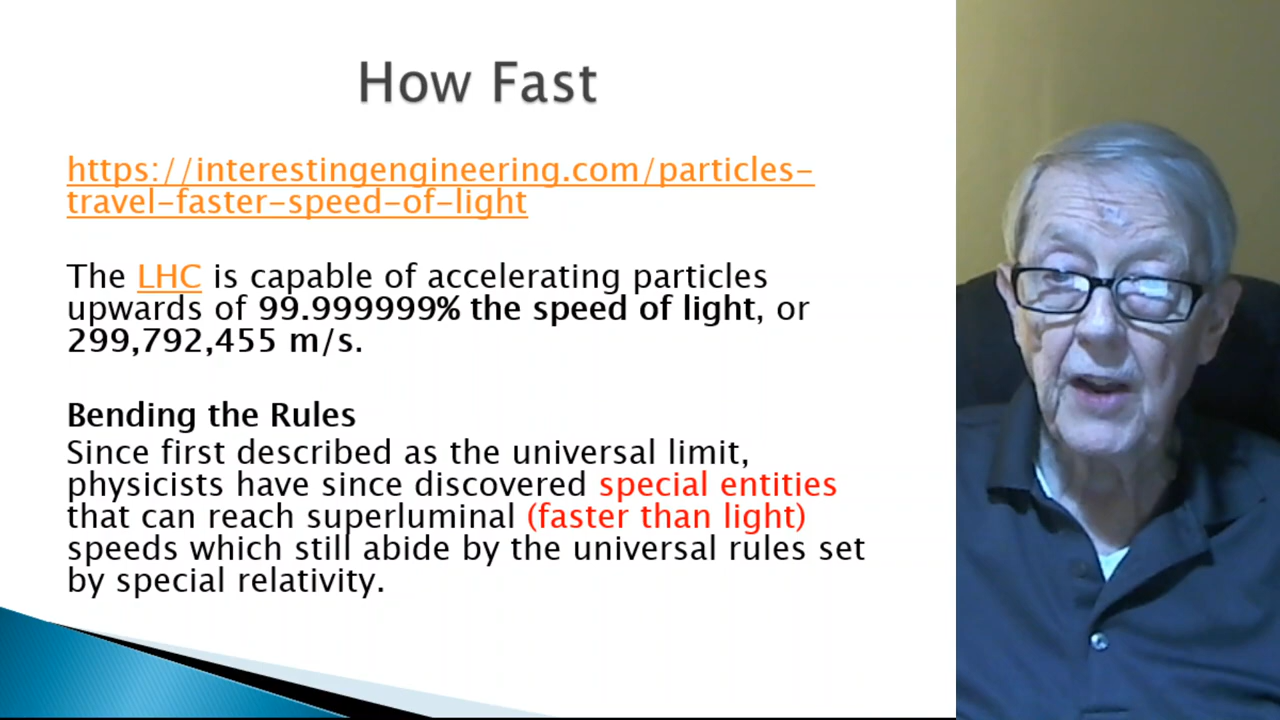 How Fast
https://interestingengineering.com/particles-
travel-faster-speed-of-light
The LHC is capable of accelerating particles
upwards of 99.999999% the speed of light, or
299,792,455 m/s.
Bending the Rules
Since first described as the universal limit,
physicists have since discovered special entities
that can reach superluminal (faster than light)
speeds which still abide by the universal rules set
by special relativity.